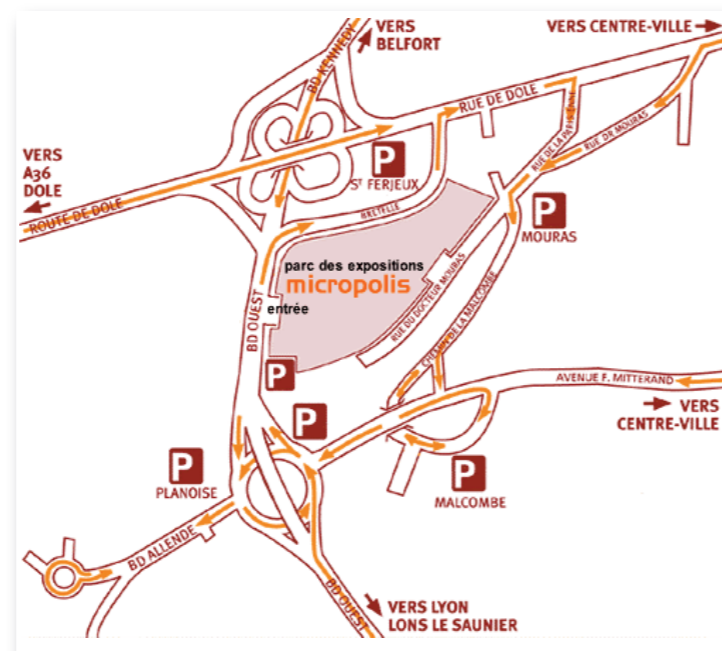 VERS
BELFORT
VERS CENTRE-VILLE
BD KENNEDY
RUE DE DOLE
RUE DE LA PREVOYENNE
RUE DR MOURAS
VERS
A36
DOLE
ROUTE DE DOLE
P
ST FERJEUX
BRETELLE
P
MOURAS
parc des expositions
micropolis
entrée
BD OUEST
RUE DU DOCTEUR MOURAS
CHEMIN DE LA MALCOMBE
P
AVENUE F. MITTERAND
VERS
CENTRE-VILLE
P
P
PLANOISE
P
MALCOMBE
BD ALLENDE
BD OUEST
VERS LYON
LONS LE SAUNIER